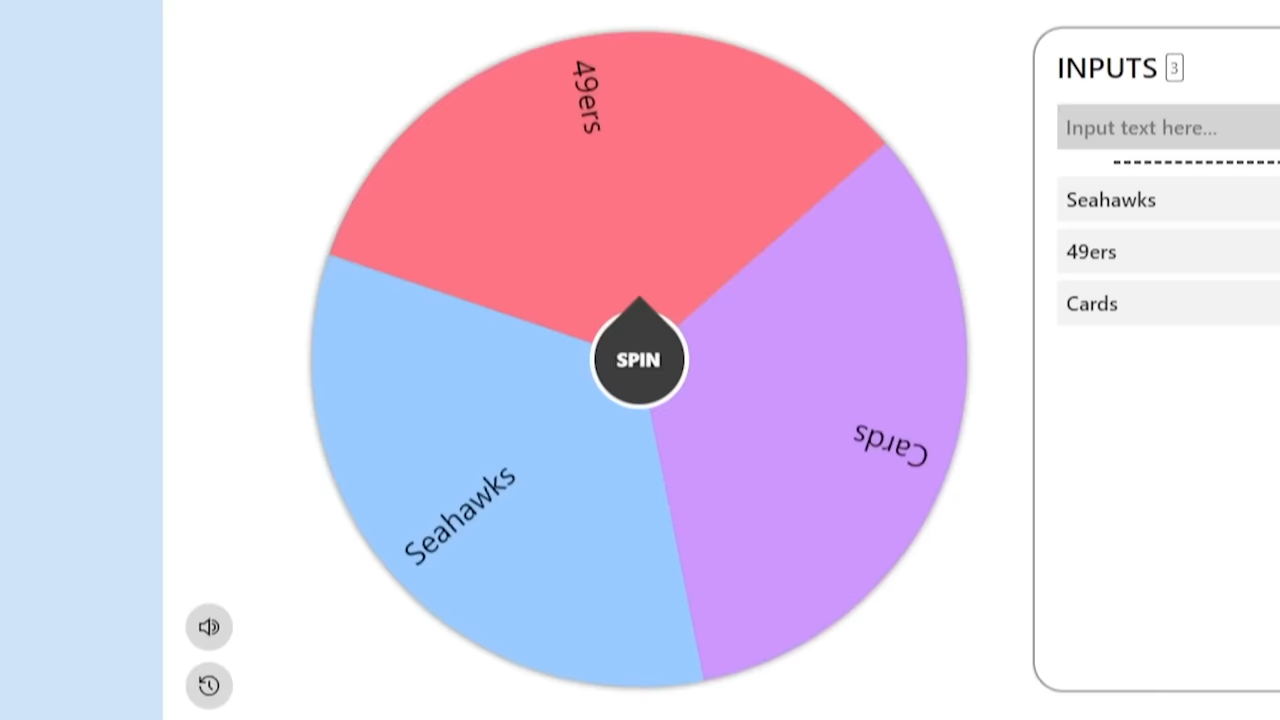 49ers
Cards
Seahawks
SPIN
INPUTS 3
Input text here...
Seahawks
49ers
Cards